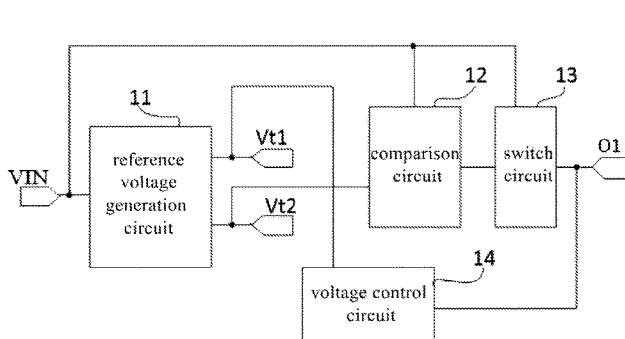 12
13
11
Vt1
O1
VIN
reference
voltage
generation
circuit
comparison
circuit
switch
circuit
Vt2
14
voltage control
circuit